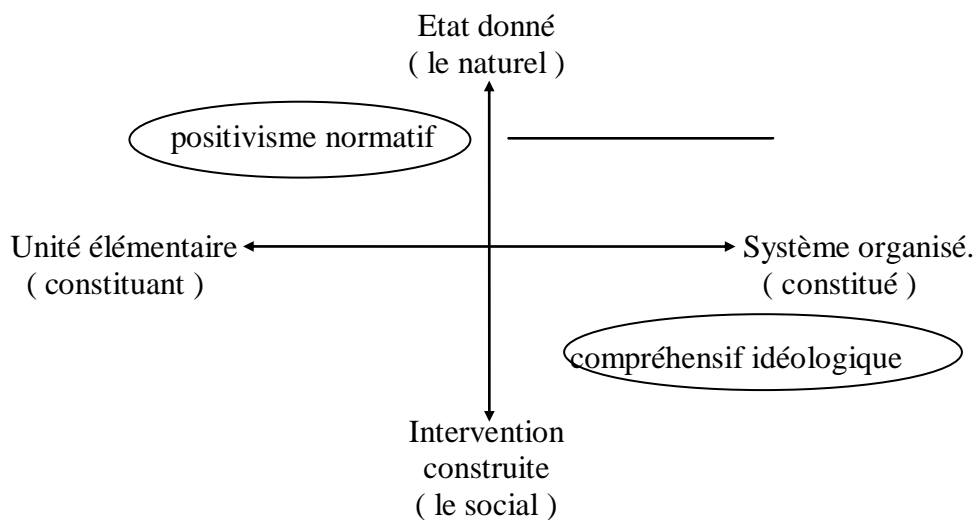 Etat donné
( le naturel )
positivisme normatif
Unité élémentaire
( constituant )
Système organisé.
( constitué )
compréhensif idéologique
Intervention
construite
( le social )